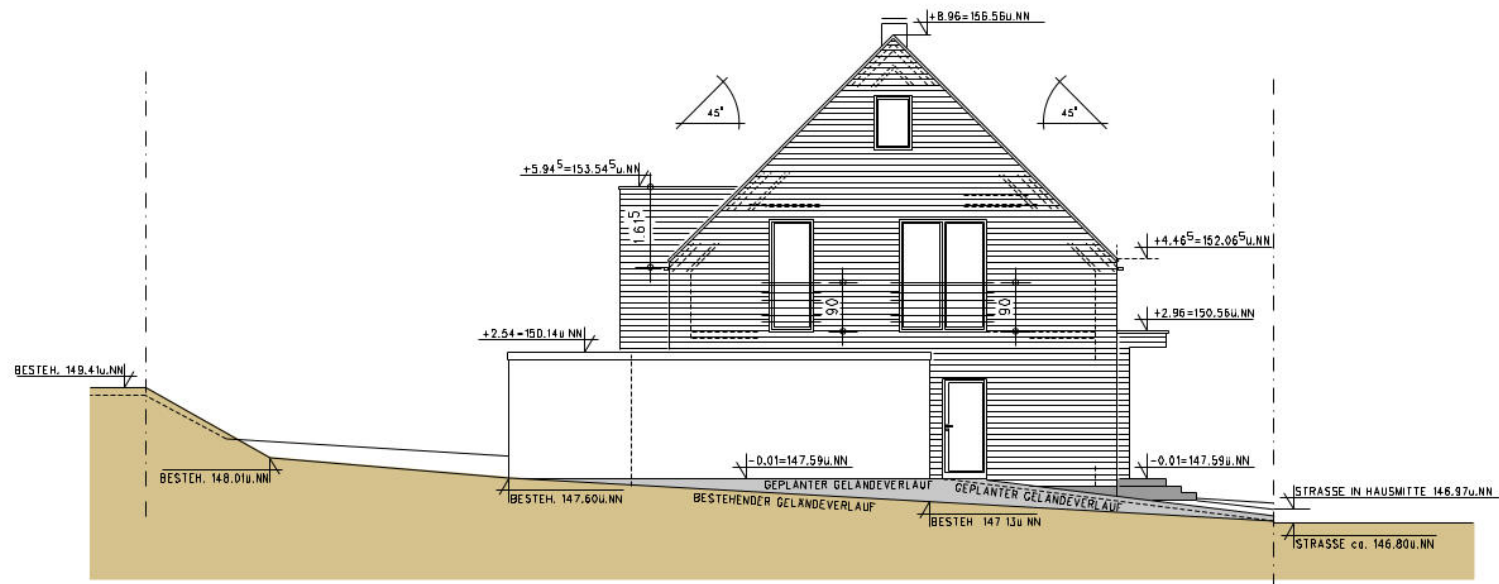 +8.96=156.56ü.NN
45°
45°
+5.94⁵=153.54⁵ü.NN
1.61⁵
+4.46⁵=152.06⁵ü.NN
90
90
+2.96=150.56ü.NN
+2.54=150.14ü NN
BESTEH. 149.41ü.NN
BESTEH. 148.01ü.NN
-0.01=147.59ü.NN
-0.01=147.59ü.NN
GEPLANTER GELÄNDEVERLAUF
GEPLANTER GELÄNDEVERLAUF
BESTEH. 147.60ü.NN
BESTEHENDER GELÄNDEVERLAUF
STRASSE IN HAUSMITTE 146.97ü.NN
BESTEH 147 13ü NN
STRASSE ca. 146.80ü.NN